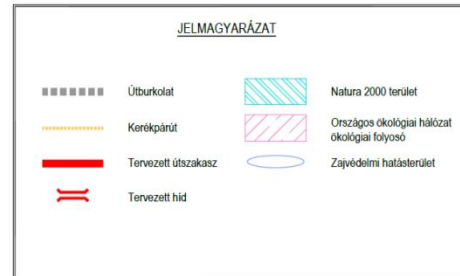 JELMAGYARÁZAT
Útburkolat
Kerékpárút
Tervezett útszakasz
Tervezett híd
Natura 2000 terület
Országos ökológiai hálózat
ökológiai folyosó
Zajvédelmi hatásterület